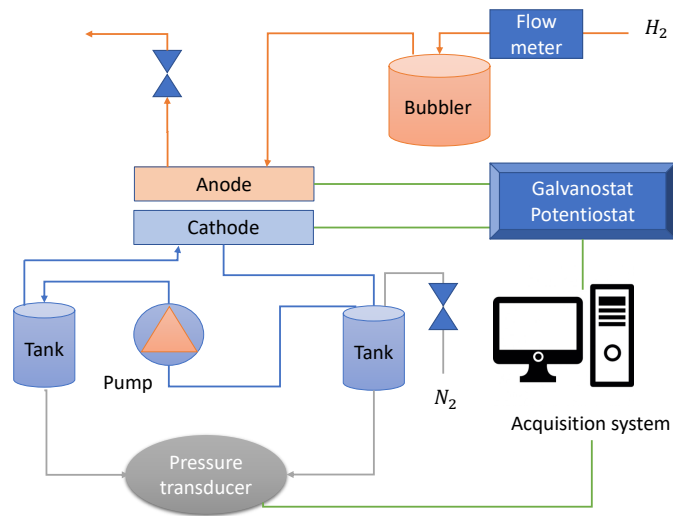 Flow
meter
H₂
Bubbler
Anode
Cathode
Galvanostat
Potentiostat
Tank
Pump
Tank
N₂
Acquisition system
Pressure
transducer